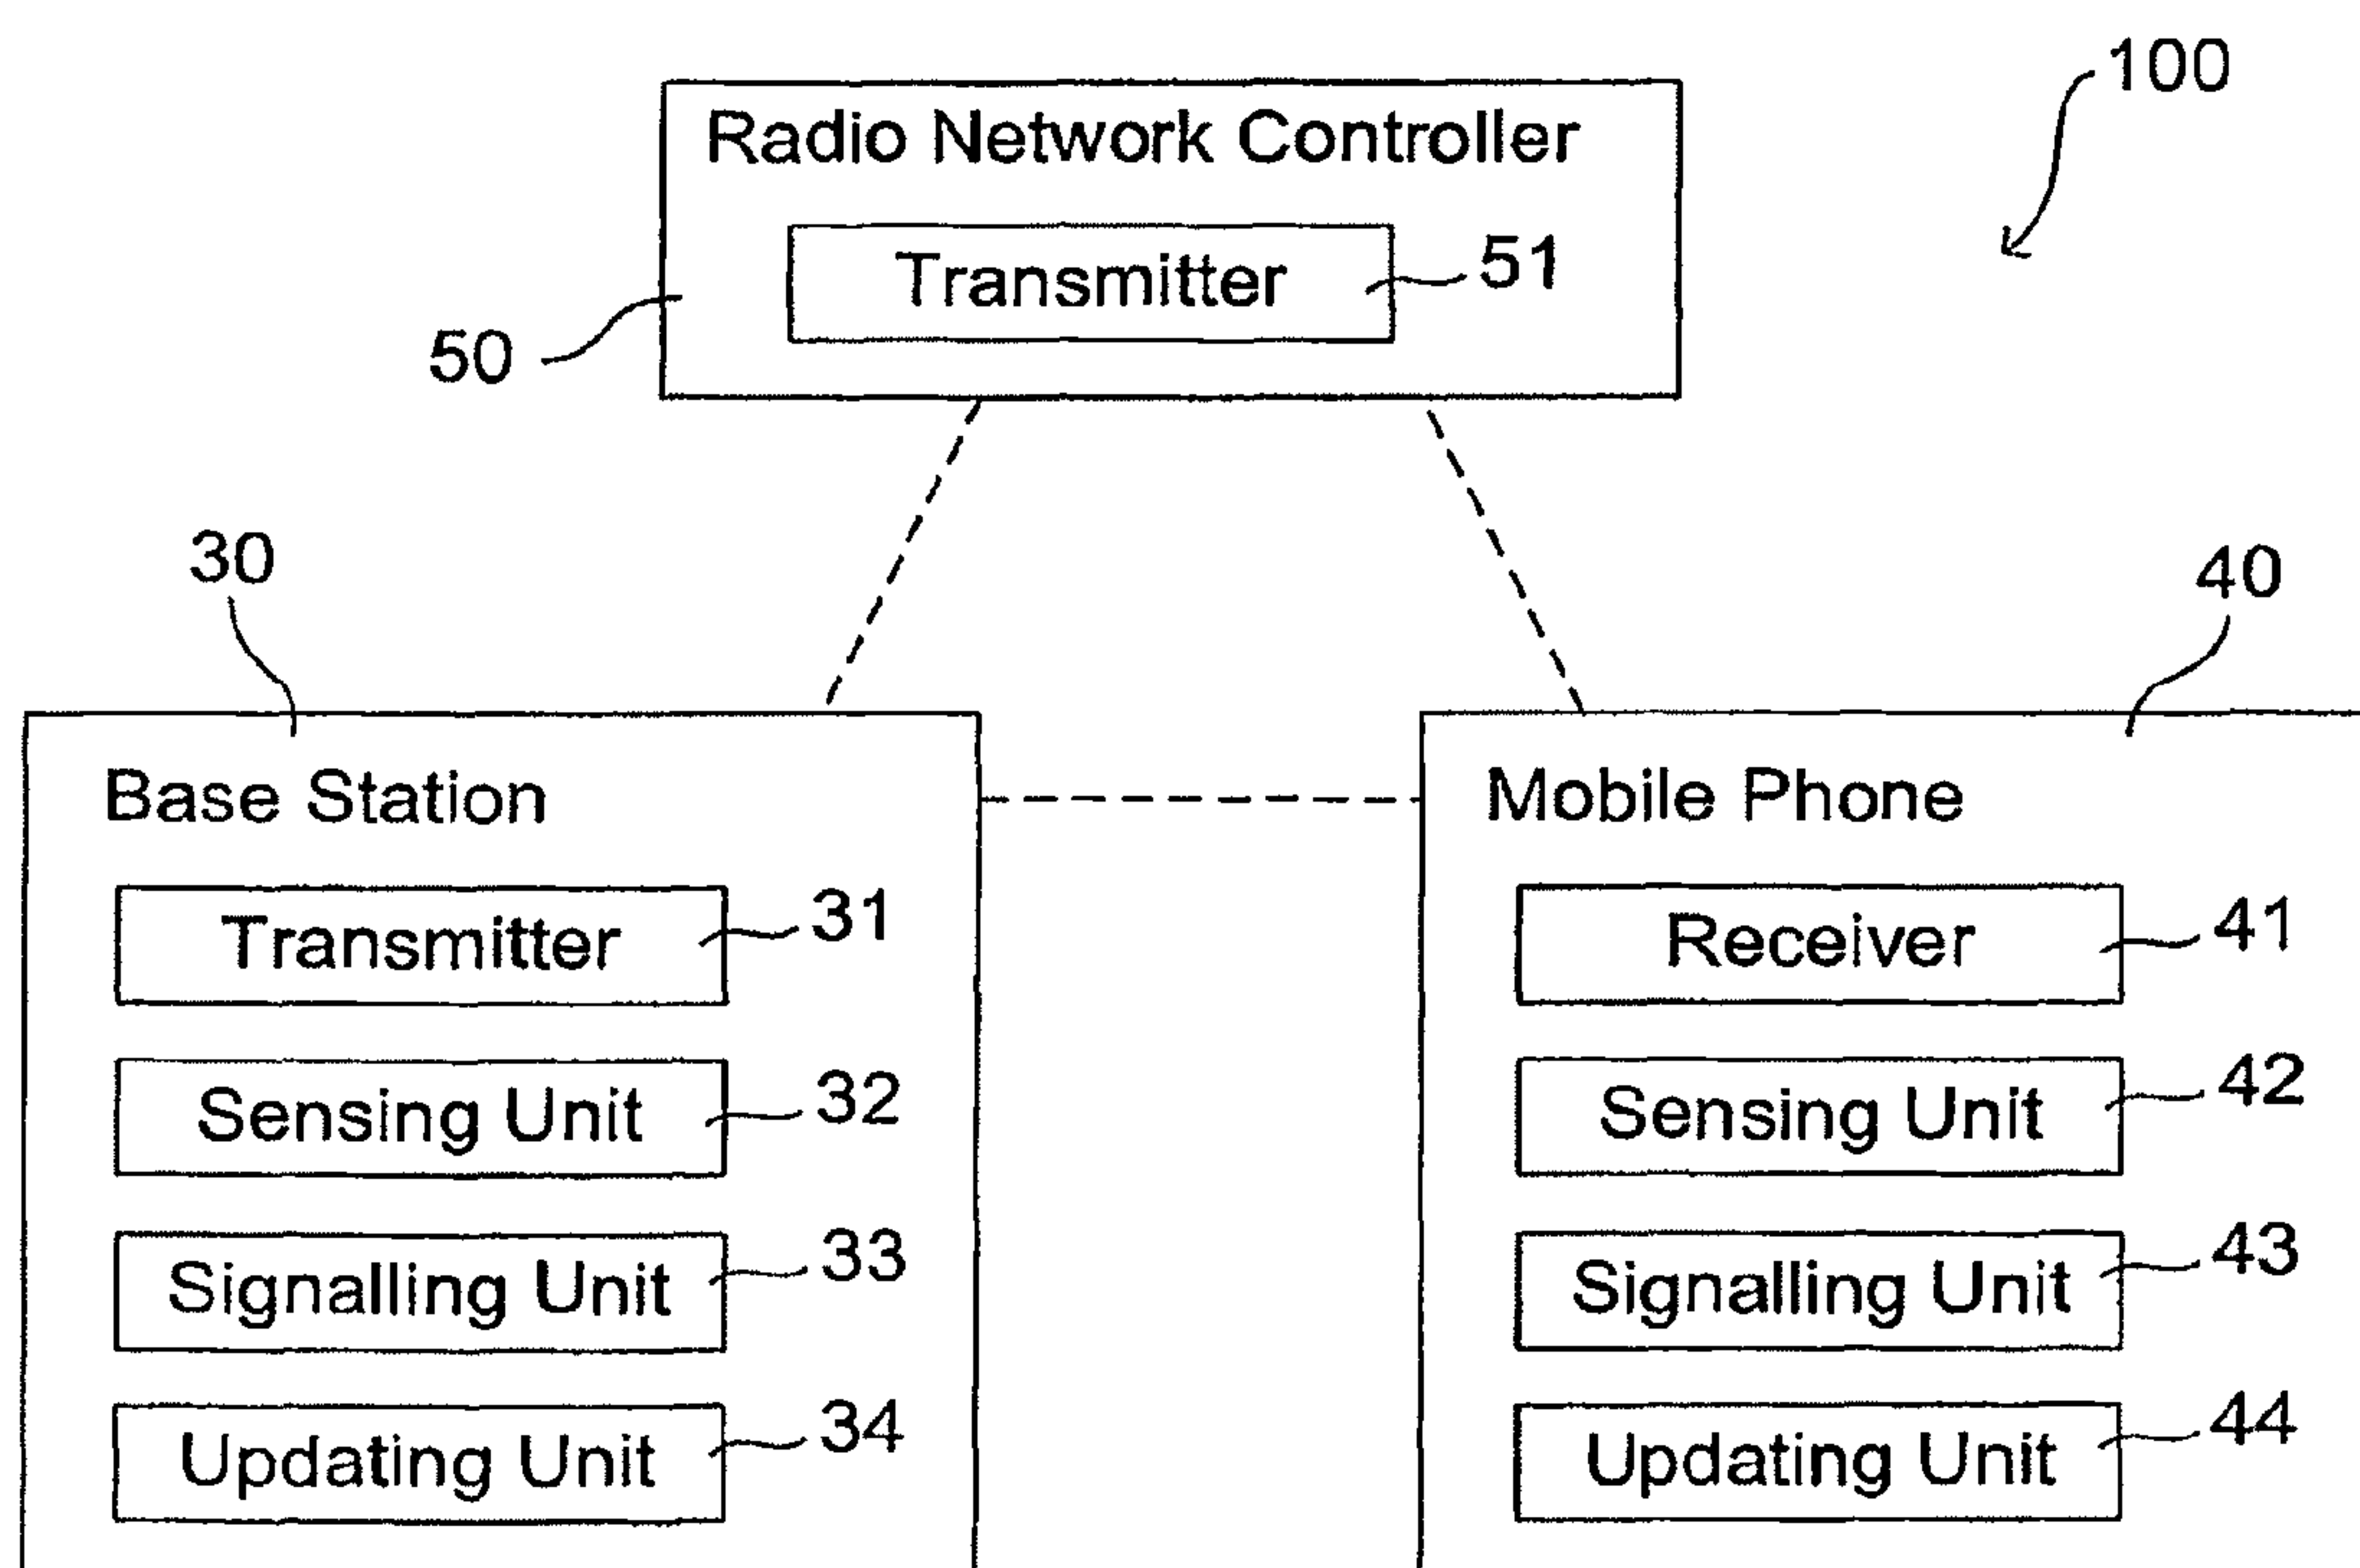 100
Radio Network Controller
Transmitter
51
50
30
40
Base Station
Transmitter
31
Sensing Unit
32
Signalling Unit
33
Updating Unit
34
Mobile Phone
Receiver
41
Sensing Unit
42
Signalling Unit
43
Updating Unit
44